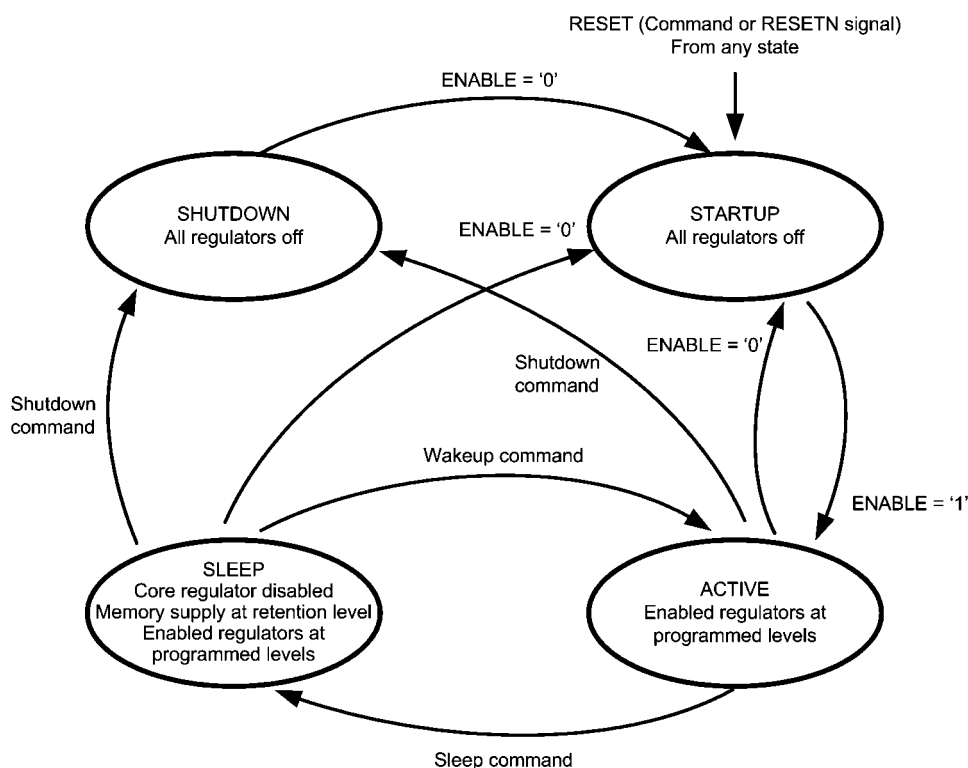 RESET (Command or RESETN signal)
From any state
ENABLE = ‘0’
SHUTDOWN
All regulators off
ENABLE = ‘0’
STARTUP
All regulators off
ENABLE = ‘0’
Shutdown
command
Shutdown
command
Wakeup command
ENABLE = ‘1’
SLEEP
Core regulator disabled
Memory supply at retention level
Enabled regulators at
programmed levels
ACTIVE
Enabled regulators at
programmed levels
Sleep command